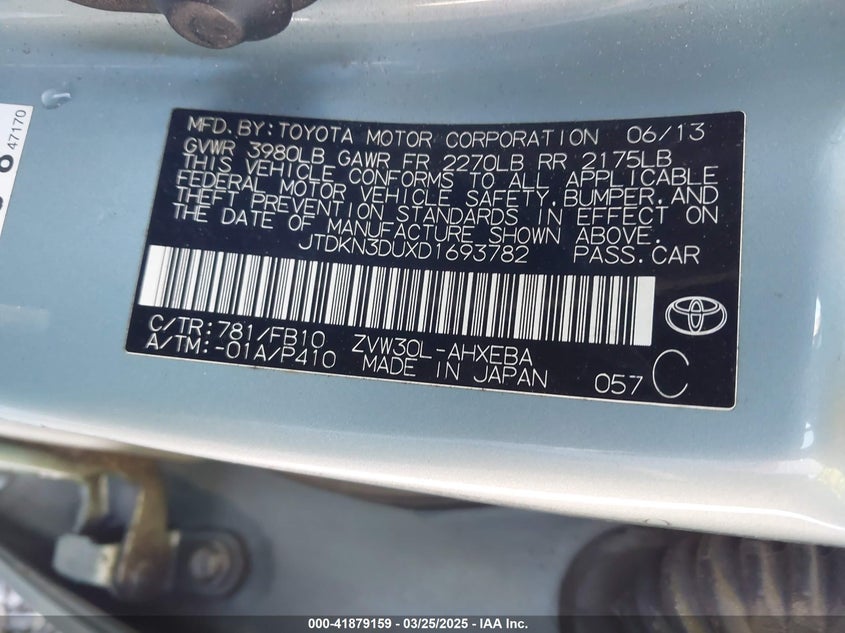 MFD. BY: TOYOTA MOTOR CORPORATION 06/13
GVWR 3980LB GAWR FR 2270LB RR 2175LB
THIS VEHICLE CONFORMS TO ALL APPLICABLE
FEDERAL MOTOR VEHICLE SAFETY, BUMPER, AND
THEFT PREVENTION STANDARDS IN EFFECT ON
THE DATE OF MANUFACTURE SHOWN ABOVE.
JTDKN3DUXD1693782 PASS. CAR
C/TR: 781/FB10 ZVW30L-AHXEBA
A/TM: -01A/P410 MADE IN JAPAN 057 C
47170
000-41879159 - 03/25/2025 - IAA Inc.